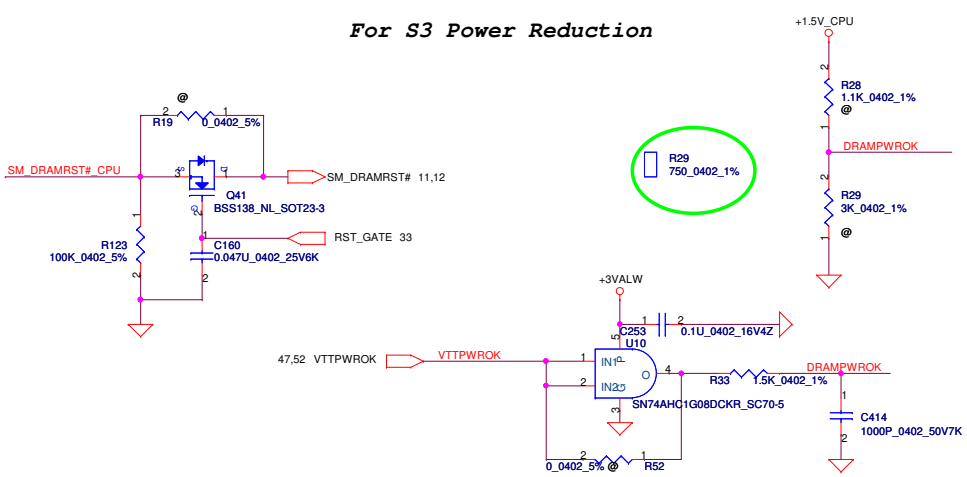 For S3 Power Reduction
+1.5V_CPU
2
R28
1.1K_0402_1%
@
1
DRAMPWROK
2
R29
3K_0402_1%
@
1
R29
750_0402_1%
@
2 1
R19 0_0402_5%
SM_DRAMRST#_CPU
3 S D 1
SM_DRAMRST# 11,12
Q41
BSS138_NL_SOT23-3
G
2
RST_GATE 33
1
R123
100K_0402_5%
2
1
C160
0.047U_0402_25V6K
2
+3VALW
1 2
C253 0.1U_0402_16V4Z
5
U10
47,52 VTTPWROK
VTTPWROK
1 IN1 P
O 4
2 IN2 G
3
SN74AHC1G08DCKR_SC70-5
R33 1.5K_0402_1%
DRAMPWROK
1
C414
1000P_0402_50V7K
2
2 1
0_0402_5% @ R52